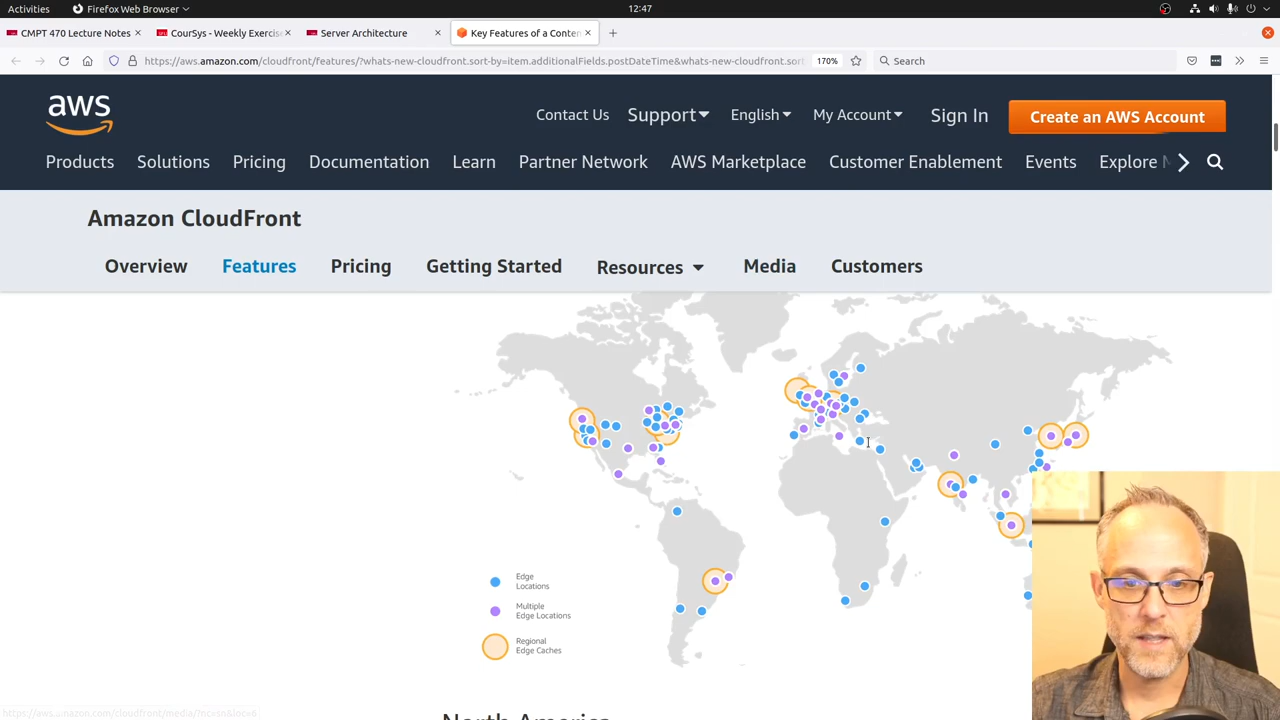 Activities Firefox Web Browser 12:47
CMPT 470 Lecture Notes × CourSys - Weekly Exercise × Server Architecture × Key Features of a Conten ×
https://aws.amazon.com/cloudfront/features/?whats-new-cloudfront.sort-by=item.additionalFields.postDateTime&whats-new-cloudfront.sort 170% Search
aws
Contact Us Support English My Account Sign In Create an AWS Account
Products Solutions Pricing Documentation Learn Partner Network AWS Marketplace Customer Enablement Events Explore
Amazon CloudFront
Overview Features Pricing Getting Started Resources Media Customers
Edge
Locations
Multiple
Edge Locations
Regional
Edge Caches
North America